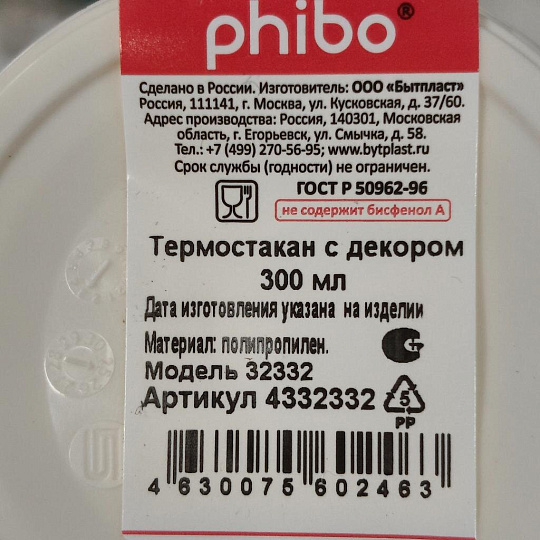 phibo®
Сделано в России. Изготовитель: ООО «Бытпласт»
Россия, 111141, г. Москва, ул. Кусковская, д. 37/60.
Адрес производства: Россия, 140301, Московская
область, г. Егорьевск, ул. Смычка, д. 58.
Тел.: +7 (499) 270-56-95; www.bytplast.ru
Срок службы (годности) не ограничен.
ГОСТ Р 50962-96
не содержит бисфенол А
Термостакан с декором
300 мл
Дата изготовления указана на изделии
Материал: полипропилен.
Модель 32332
Артикул 4332332
5
PP
4 630075 602463